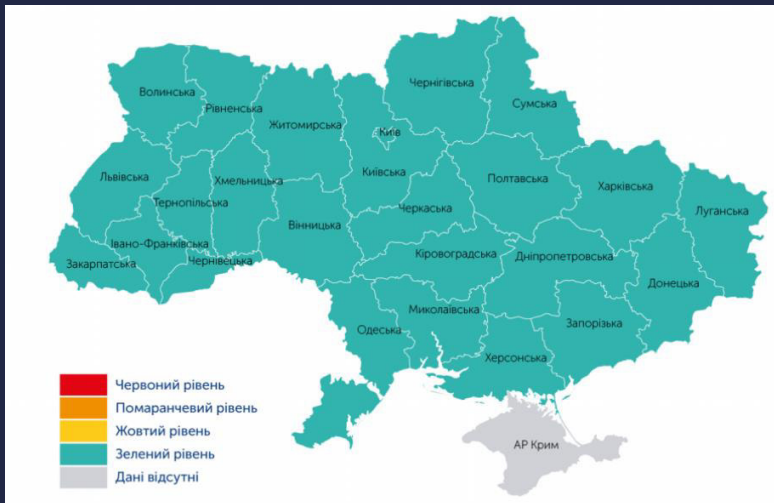 Чернігівська
Волинська
Сумська
Рівненська
Житомирська
Київ
Львівська
Хмельницька
Київська
Полтавська
Харківська
Тернопільська
Черкаська
Луганська
Вінницька
Івано-Франківська
Кіровоградська
Дніпропетровська
Закарпатська
Чернівецька
Донецька
Миколаївська
Запорізька
Одеська
Херсонська
АР Крим
Червоний рівень
Помаранчевий рівень
Жовтий рівень
Зелений рівень
Дані відсутні